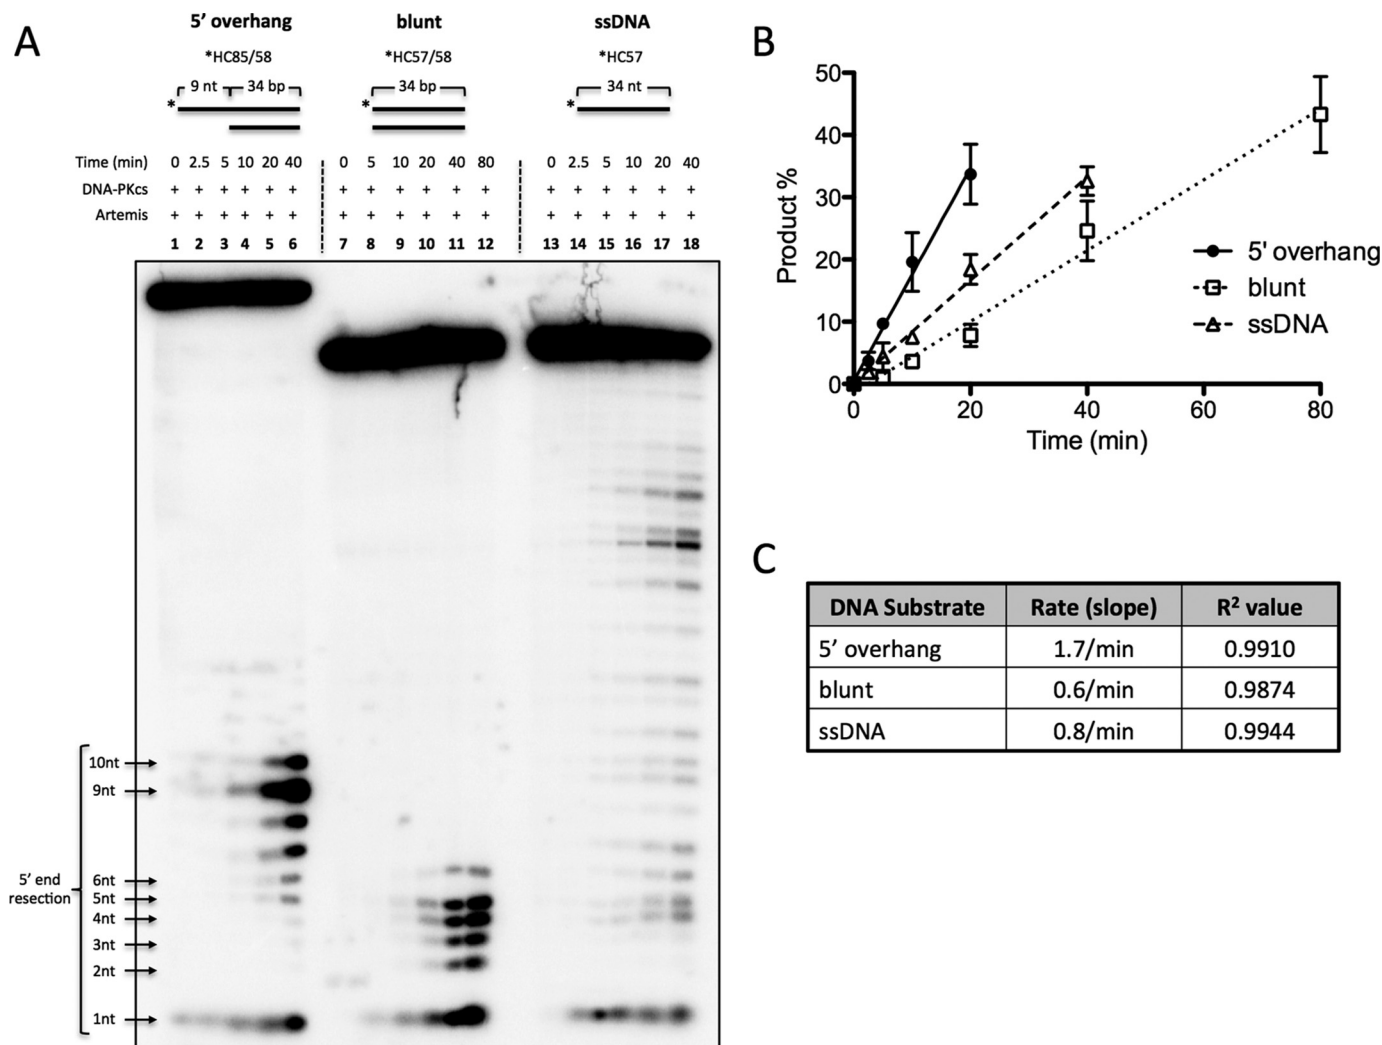 A
5' overhang blunt ssDNA
*HC85/58 *HC57/58 *HC57
9 nt 34 bp 34 bp 34 nt
* * *
Time (min) 0 2.5 5 10 20 40 0 5 10 20 40 80 0 2.5 5 10 20 40
DNA-PKcs + + + + + + + + + + + + + + + + + +
Artemis + + + + + + + + + + + + + + + + + +
1 2 3 4 5 6 7 8 9 10 11 12 13 14 15 16 17 18
10nt
9nt
6nt
5' end
resection
5nt
4nt
3nt
2nt
1nt
B
Product %
50
40
30
20
10
0
0 20 40 60 80
Time (min)
5' overhang
blunt
ssDNA
C
DNA Substrate Rate (slope) R² value
5' overhang 1.7/min 0.9910
blunt 0.6/min 0.9874
ssDNA 0.8/min 0.9944